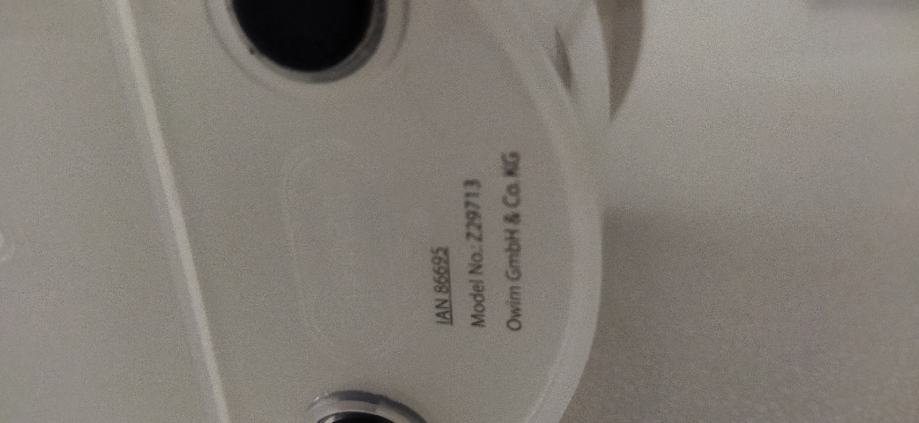 IAN 86695
Model No.: Z29713
Owim GmbH & Co. KG